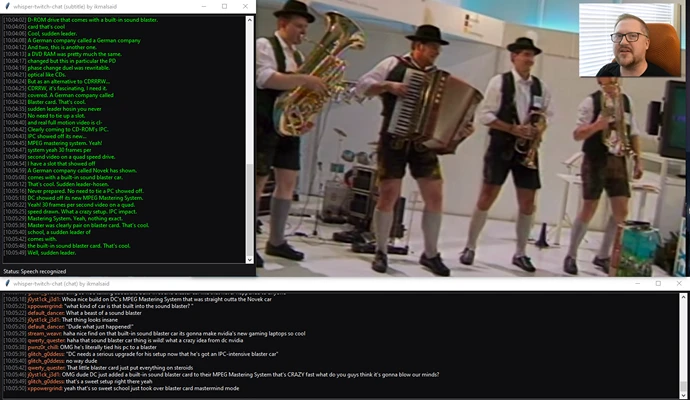 whisper-twitch-chat (subtitle) by ikmalsaid
[10:04:02] D-ROM drive that comes with a built-in sound blaster.
[10:04:05] card that's cool
[10:04:06] Cool, sudden leader.
[10:04:08] A German company called a German company
[10:04:12] And two, this is another one.
[10:04:13] a DVD RAM was pretty much the same.
[10:04:17] changed but this in particular the PD
[10:04:19] phase change duel was rewritable.
[10:04:21] optical like CDs.
[10:04:24] But as an alternative to CDRRRW...
[10:04:25] CDRRW, it's fascinating, I need it.
[10:04:28] covered. A German company called
[10:04:32] Blaster card. That's cool.
[10:04:35] sudden leader hosin you never
[10:04:37] No need to tie up a slot.
[10:04:40] and real full motion video is cl-
[10:04:42] Clearly coming to CD-ROM's IPC.
[10:04:43] IPC showed off its new...
[10:04:45] MPEG mastering system. Yeah!
[10:04:47] system yeah 30 frames per
[10:04:49] second video on a quad speed drive.
[10:04:54] I have a slot that showed off
[10:04:59] A German company called Novek has shown.
[10:05:08] comes with a built-in sound blaster car.
[10:05:12] That's cool. Sudden leader-hosen.
[10:05:16] Never prepared. No need to tie a PC showed off.
[10:05:18] DC showed off its new MPEG Mastering System.
[10:05:22] Yeah! 30 frames per second video on a quad.
[10:05:25] speed drawn. What a crazy setup. IPC impact.
[10:05:29] Mastering System. Yeah, nothing exact.
[10:05:36] Master was clearly pair on blaster card. That's cool.
[10:05:40] school, a sudden leader of
[10:05:42] comes with.
[10:05:46] the built-in sound blaster card. That's cool.
[10:05:49] Well, sudden leader.
Status: Speech recognized
whisper-twitch-chat (chat) by ikmalsaid
[10:05:18] j0yst1ck_j3d1: Whoa nice build on DC's MPEG Mastering System that was straight outta the Novek car
[10:05:22] vppowergrind: "what kind of car is that built into the sound blaster? "
[10:05:22] default_dancer: What a beast of a sound blaster
[10:05:25] j0yst1ck_j3d1: That thing looks insane
[10:05:26] default_dancer: "Dude what just happened!"
[10:05:29] stream_weavs: haha nice find on that built-in sound blaster car its gonna make nvidia's new gaming laptops so cool
[10:05:30] qwerty_quester: haha that sound blaster car thing is wild! what a crazy idea from dc nvidia
[10:05:38] pwnz0r_chill: OMG he's literally tied his pc to a blaster
[10:05:39] glitch_g0ddess: "DC needs a serious upgrade for his setup now that he's got an IPC-intensive blaster car"
[10:05:40] glitch_g0ddess: no way dude
[10:05:42] qwerty_quester: That little blaster card just put everything on steroids
[10:05:46] j0yst1ck_j3d1: OMG dude DC just added a built-in sound blaster card to their MPEG Mastering System that's CRAZY fast what do you guys think it's gonna blow our minds?
[10:05:46] glitch_g0ddess: that's a sweet setup right there yeah
[10:05:50] vppowergrind: yeah that's so sweet school just took over blaster card mastermind mode